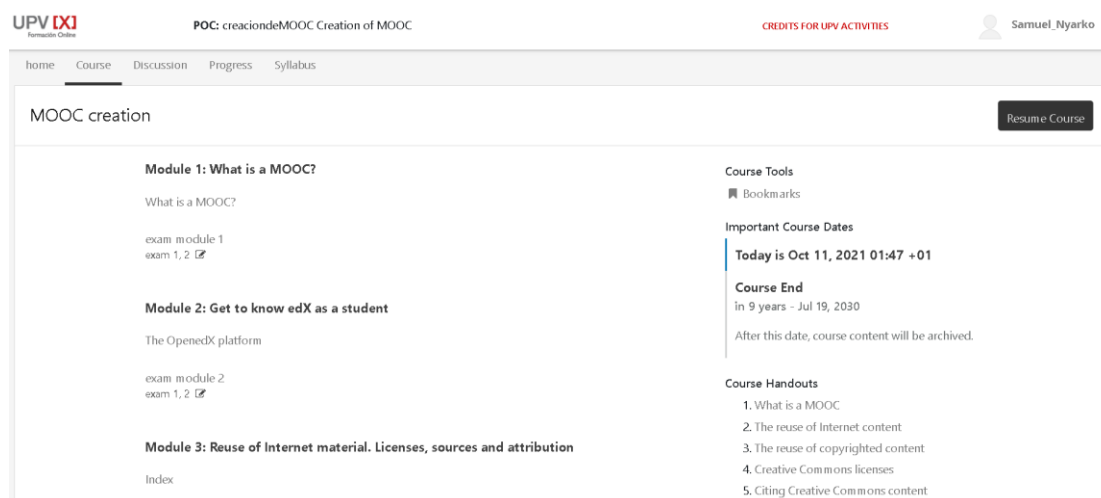 UPV [X]
Formación Online
POC: creaciondeMOOC Creation of MOOC
CREDITS FOR UPV ACTIVITIES
Samuel_Nyarko
home Course Discussion Progress Syllabus
MOOC creation
Resume Course
Module 1: What is a MOOC?
What is a MOOC?
exam module 1
exam 1, 2
Module 2: Get to know edX as a student
The OpenedX platform
exam module 2
exam 1, 2
Module 3: Reuse of Internet material. Licenses, sources and attribution
Index
Course Tools
Bookmarks
Important Course Dates
Today is Oct 11, 2021 01:47 +01
Course End
in 9 years - Jul 19, 2030
After this date, course content will be archived.
Course Handouts
1. What is a MOOC
2. The reuse of Internet content
3. The reuse of copyrighted content
4. Creative Commons licenses
5. Citing Creative Commons content